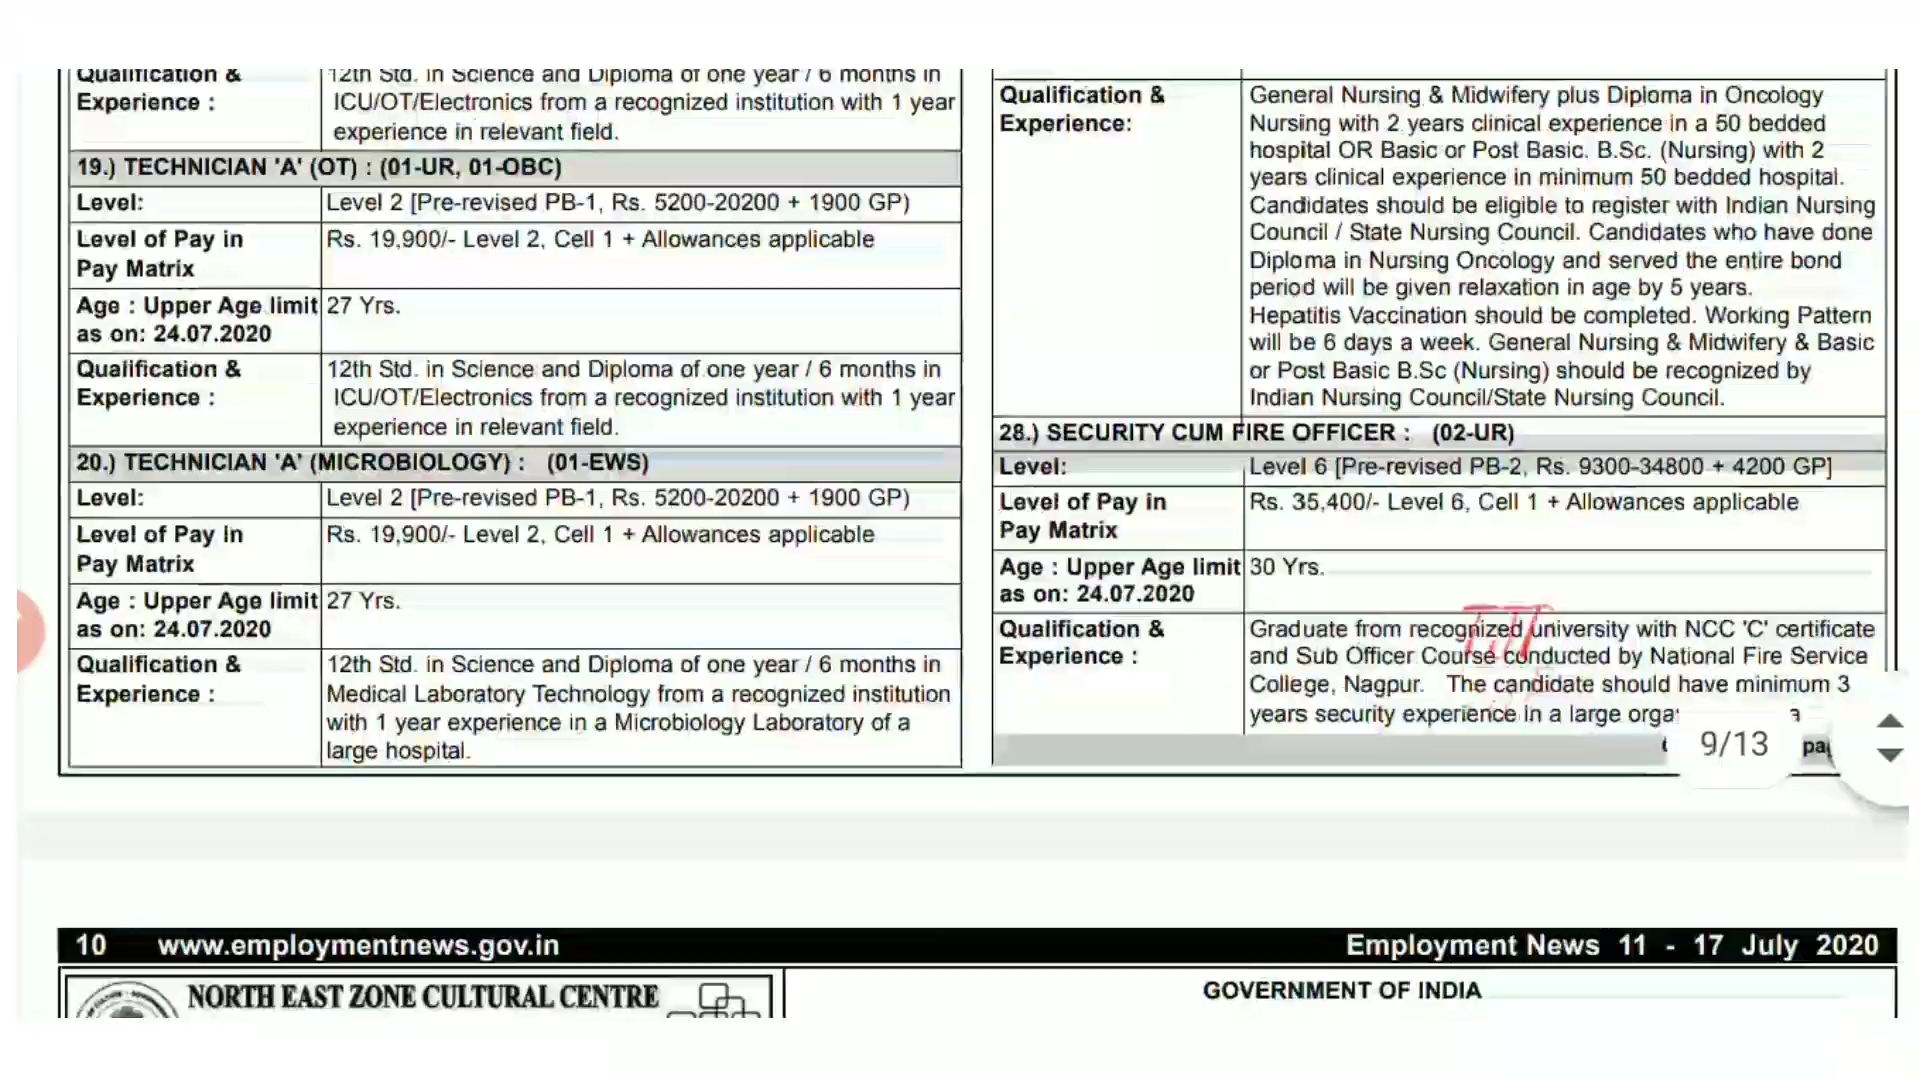 Qualification &
Experience :
12th Std. in Science and Diploma of one year / 6 months in
ICU/OT/Electronics from a recognized institution with 1 year
experience in relevant field.
19.) TECHNICIAN 'A' (OT) : (01-UR, 01-OBC)
Level:
Level 2 [Pre-revised PB-1, Rs. 5200-20200 + 1900 GP)
Level of Pay in
Pay Matrix
Rs. 19,900/- Level 2, Cell 1 + Allowances applicable
Age : Upper Age limit
as on: 24.07.2020
27 Yrs.
Qualification &
Experience :
12th Std. in Science and Diploma of one year / 6 months in
ICU/OT/Electronics from a recognized institution with 1 year
experience in relevant field.
20.) TECHNICIAN 'A' (MICROBIOLOGY) : (01-EWS)
Level:
Level 2 [Pre-revised PB-1, Rs. 5200-20200 + 1900 GP)
Level of Pay in
Pay Matrix
Rs. 19,900/- Level 2, Cell 1 + Allowances applicable
Age : Upper Age limit
as on: 24.07.2020
27 Yrs.
Qualification &
Experience :
12th Std. in Science and Diploma of one year / 6 months in
Medical Laboratory Technology from a recognized institution
with 1 year experience in a Microbiology Laboratory of a
large hospital.
Qualification &
Experience:
General Nursing & Midwifery plus Diploma in Oncology
Nursing with 2 years clinical experience in a 50 bedded
hospital OR Basic or Post Basic. B.Sc. (Nursing) with 2
years clinical experience in minimum 50 bedded hospital.
Candidates should be eligible to register with Indian Nursing
Council / State Nursing Council. Candidates who have done
Diploma in Nursing Oncology and served the entire bond
period will be given relaxation in age by 5 years.
Hepatitis Vaccination should be completed. Working Pattern
will be 6 days a week. General Nursing & Midwifery & Basic
or Post Basic B.Sc (Nursing) should be recognized by
Indian Nursing Council/State Nursing Council.
28.) SECURITY CUM FIRE OFFICER : (02-UR)
Level:
Level 6 [Pre-revised PB-2, Rs. 9300-34800 + 4200 GP]
Level of Pay in
Pay Matrix
Rs. 35,400/- Level 6, Cell 1 + Allowances applicable
Age : Upper Age limit
as on: 24.07.2020
30 Yrs.
Qualification &
Experience :
Graduate from recognized university with NCC 'C' certificate
and Sub Officer Course conducted by National Fire Service
College, Nagpur. The candidate should have minimum 3
years security experience in a large
9/13
10 www.employmentnews.gov.in
Employment News 11 - 17 July 2020
NORTH EAST ZONE CULTURAL CENTRE
GOVERNMENT OF INDIA